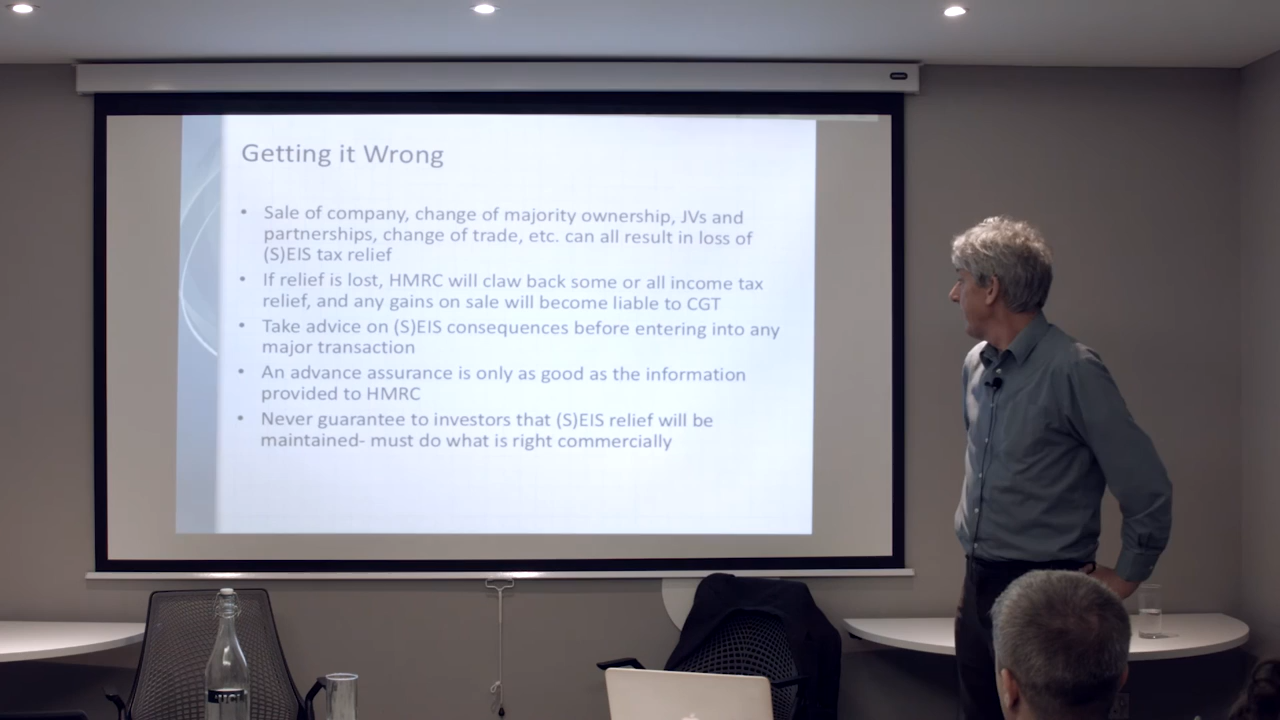 Getting it Wrong
• Sale of company, change of majority ownership, JVs and
partnerships, change of trade, etc. can all result in loss of
(S)EIS tax relief
• If relief is lost, HMRC will claw back some or all income tax
relief, and any gains on sale will become liable to CGT
• Take advice on (S)EIS consequences before entering into any
major transaction
• An advance assurance is only as good as the information
provided to HMRC
• Never guarantee to investors that (S)EIS relief will be
maintained- must do what is right commercially